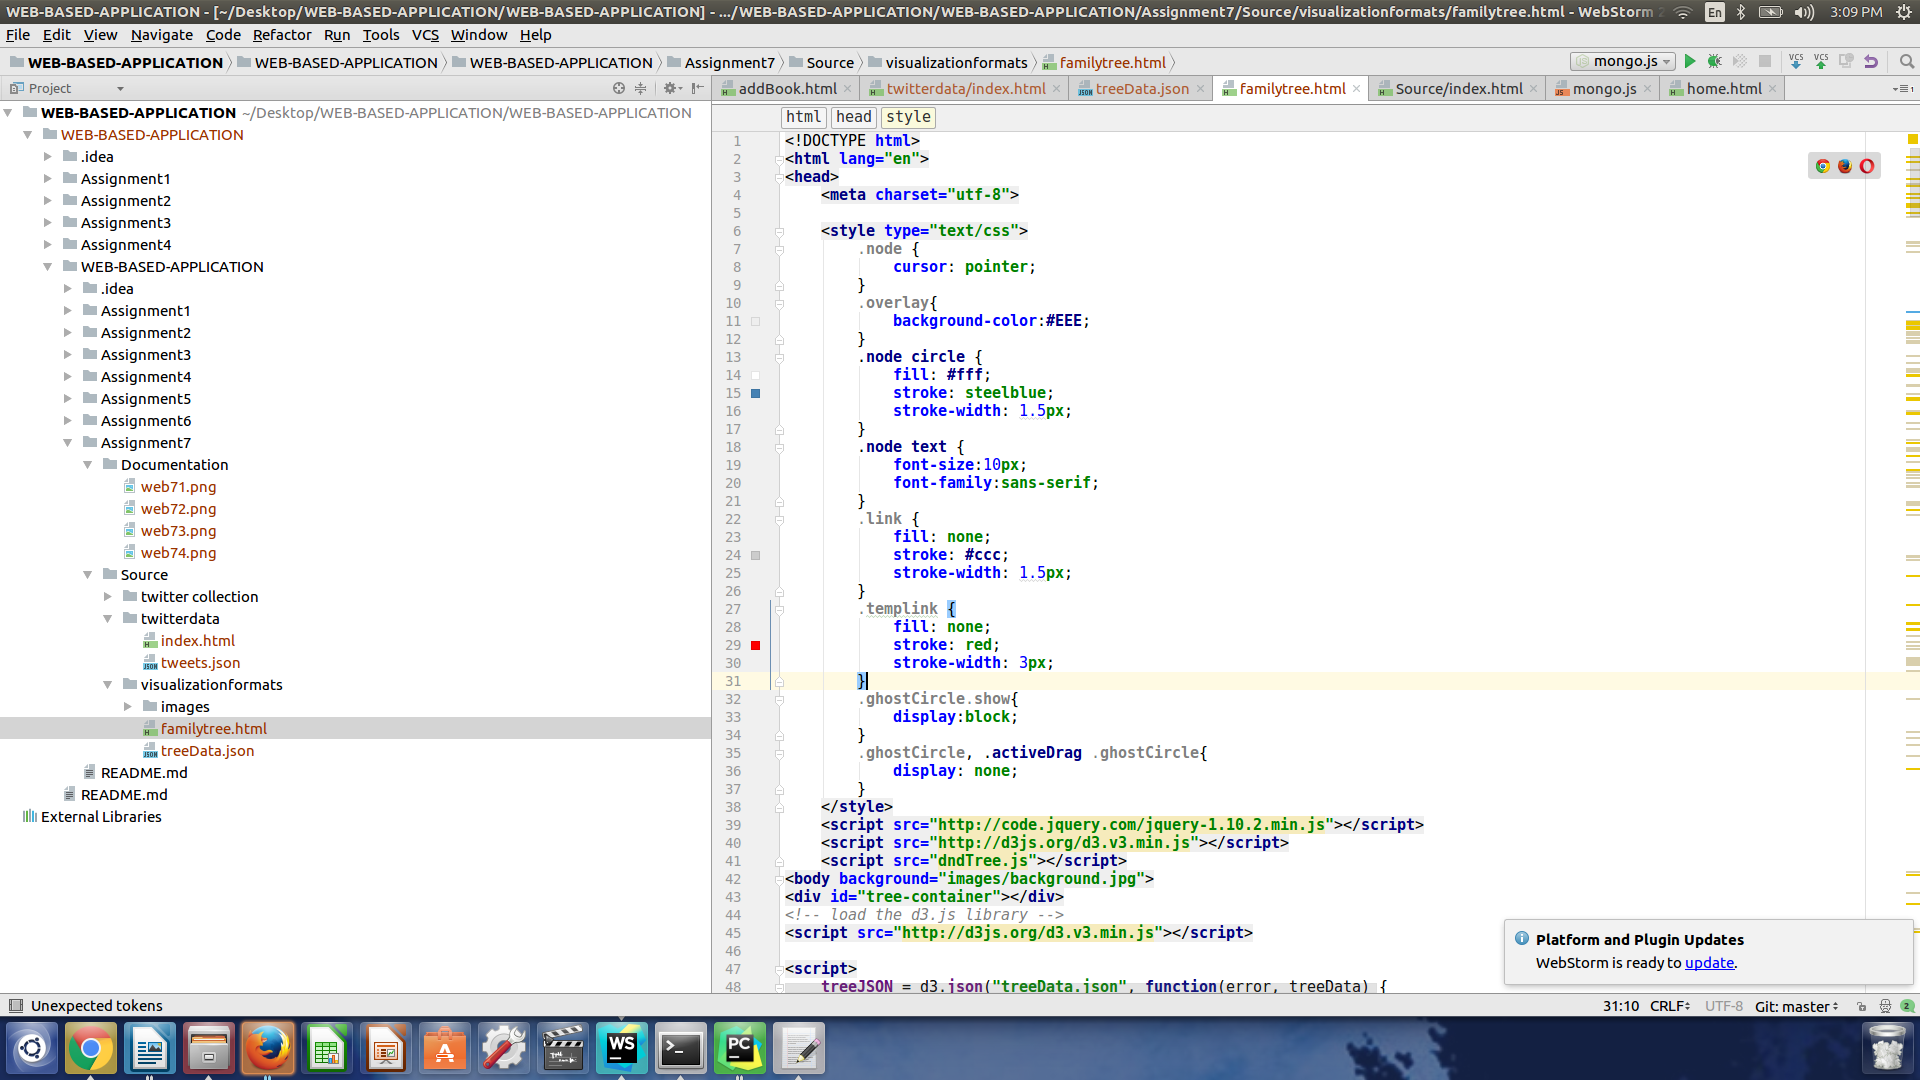 WEB-BASED-APPLICATION - [~/Desktop/WEB-BASED-APPLICATION/WEB-BASED-APPLICATION] - .../WEB-BASED-APPLICATION/WEB-BASED-APPLICATION/Assignment7/Source/visualizationformats/familytree.html - WebStorm
En 3:09 PM
File Edit View Navigate Code Refactor Run Tools VCS Window Help
WEB-BASED-APPLICATION WEB-BASED-APPLICATION WEB-BASED-APPLICATION Assignment7 Source visualizationformats familytree.html mongo.js VCS VCS
Project
addBook.html twitterdata/index.html treeData.json familytree.html Source/index.html mongo.js home.html
WEB-BASED-APPLICATION ~/Desktop/WEB-BASED-APPLICATION/WEB-BASED-APPLICATION
WEB-BASED-APPLICATION
.idea
Assignment1
Assignment2
Assignment3
Assignment4
WEB-BASED-APPLICATION
.idea
Assignment1
Assignment2
Assignment3
Assignment4
Assignment5
Assignment6
Assignment7
Documentation
web71.png
web72.png
web73.png
web74.png
Source
twitter collection
twitterdata
index.html
tweets.json
visualizationformats
images
familytree.html
treeData.json
README.md
README.md
External Libraries
html head style
1 <!DOCTYPE html>
2 <html lang="en">
3 <head>
4 <meta charset="utf-8">
5
6 <style type="text/css">
7 .node {
8 cursor: pointer;
9 }
10 .overlay{
11 background-color:#EEE;
12 }
13 .node circle {
14 fill: #fff;
15 stroke: steelblue;
16 stroke-width: 1.5px;
17 }
18 .node text {
19 font-size:10px;
20 font-family:sans-serif;
21 }
22 .link {
23 fill: none;
24 stroke: #ccc;
25 stroke-width: 1.5px;
26 }
27 .templink {
28 fill: none;
29 stroke: red;
30 stroke-width: 3px;
31 }
32 .ghostCircle.show{
33 display:block;
34 }
35 .ghostCircle, .activeDrag .ghostCircle{
36 display: none;
37 }
38 </style>
39 <script src="http://code.jquery.com/jquery-1.10.2.min.js"></script>
40 <script src="http://d3js.org/d3.v3.min.js"></script>
41 <script src="dndTree.js"></script>
42 <body background="images/background.jpg">
43 <div id="tree-container"></div>
44 <!-- load the d3.js library -->
45 <script src="http://d3js.org/d3.v3.min.js"></script>
46
47 <script>
48 treeJSON = d3.json("treeData.json", function(error, treeData) {
Platform and Plugin Updates
WebStorm is ready to update.
Unexpected tokens
31:10 CRLF UTF-8 Git: master 2
WS
PC